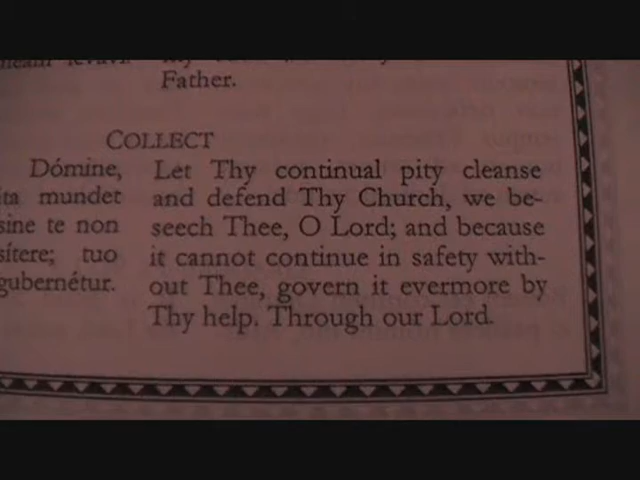 Father.
COLLECT
Dómine,
mundet
sine te non
tuo
gubernétur.
Let Thy continual pity cleanse
and defend Thy Church, we be-
seech Thee, O Lord; and because
it cannot continue in safety with-
out Thee, govern it evermore by
Thy help. Through our Lord.